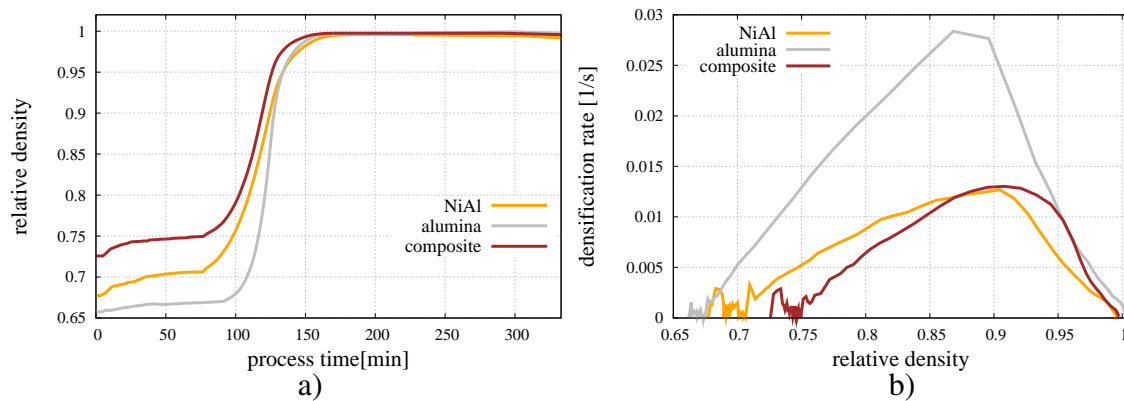 1
0.95
0.9
0.85
0.8
0.75
0.7
0.65
0
50
100
150
200
250
300
relative density
process time[min]
NiAl
alumina
composite
a)
0.03
0.025
0.02
0.015
0.01
0.005
0
0.65
0.7
0.75
0.8
0.85
0.9
0.95
1
densification rate [1/s]
relative density
NiAl
alumina
composite
b)